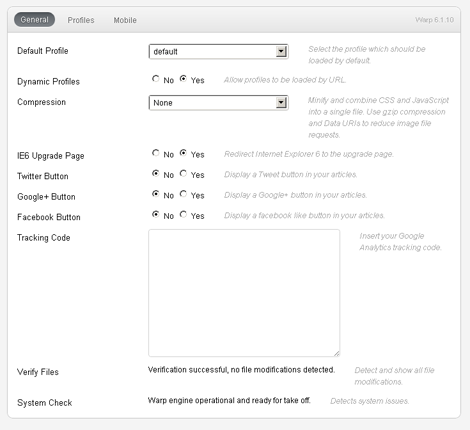 General Profiles Mobile Warp 6.1.10
Default Profile default Select the profile which should be
loaded by default.
Dynamic Profiles No Yes Allow profiles to be loaded by URL.
Compression None Minify and combine CSS and JavaScript
into a single file. Use gzip compression
and Data URIs to reduce image file
requests.
IE6 Upgrade Page No Yes Redirect Internet Explorer 6 to the upgrade page.
Twitter Button No Yes Display a Tweet button in your articles.
Google+ Button No Yes Display a Google+ button in your articles.
Facebook Button No Yes Display a facebook like button in your articles.
Tracking Code Insert your Google
Analytics tracking code.
Verify Files Verification successful, no file modifications detected. Detect and show all file
modifications.
System Check Warp engine operational and ready for take off. Detects system issues.